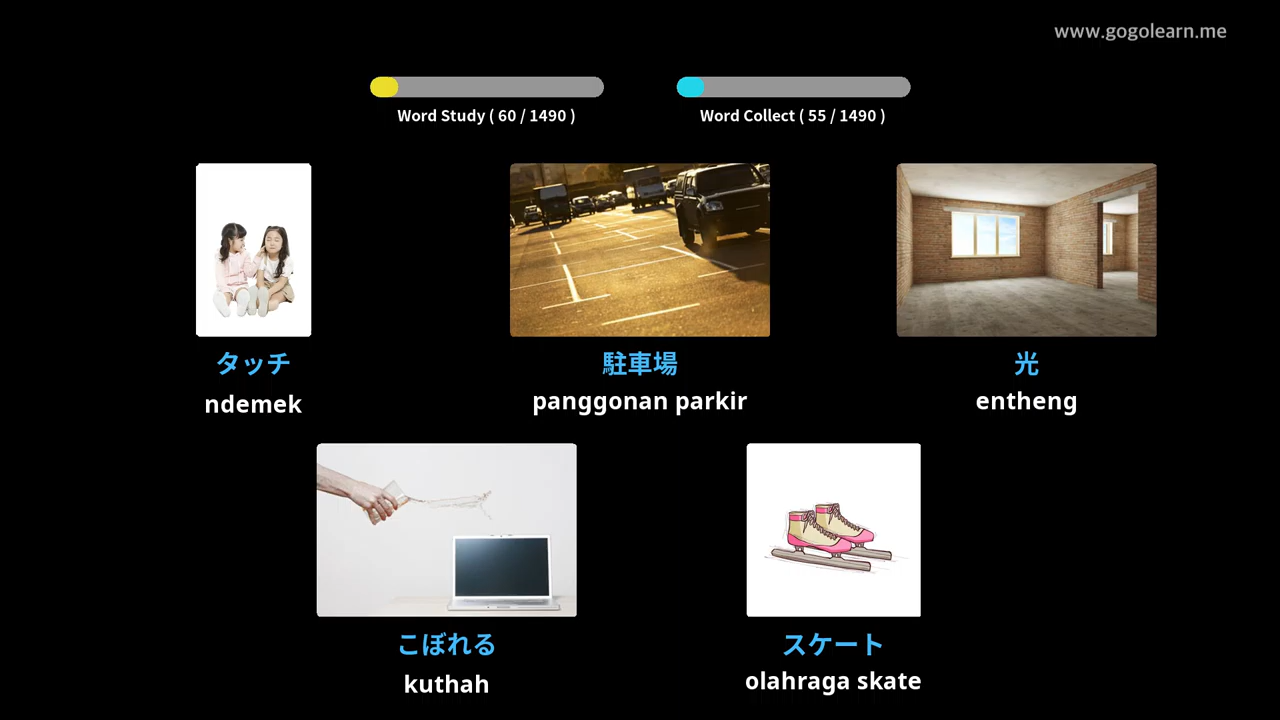 www.gogolearn.me
Word Study ( 60 / 1490 )
Word Collect ( 55 / 1490 )
タッチ
ndemek
駐車場
panggonan parkir
光
entheng
こぼれる
kuthah
スケート
olahraga skate